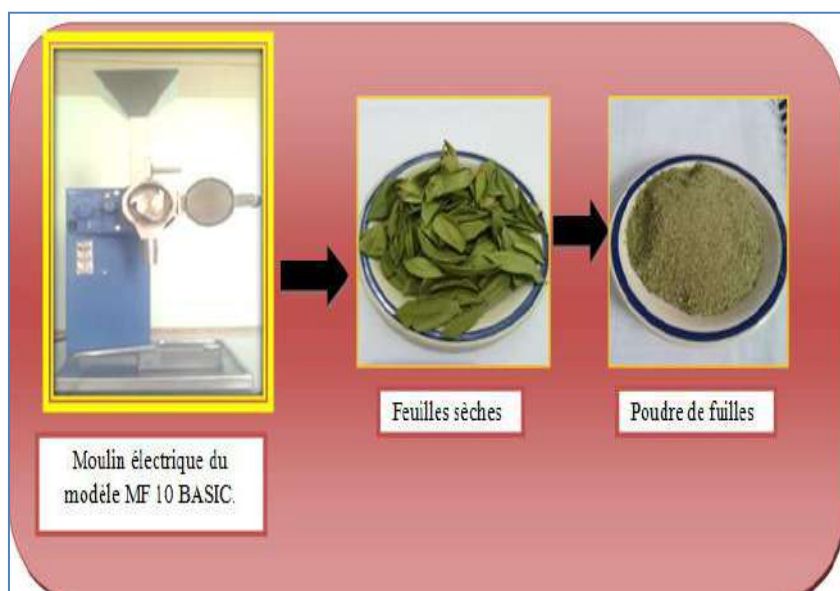 Feuilles sèches
Poudre de fuilles
Moulin électrique du
modèle MF 10 BASIC.